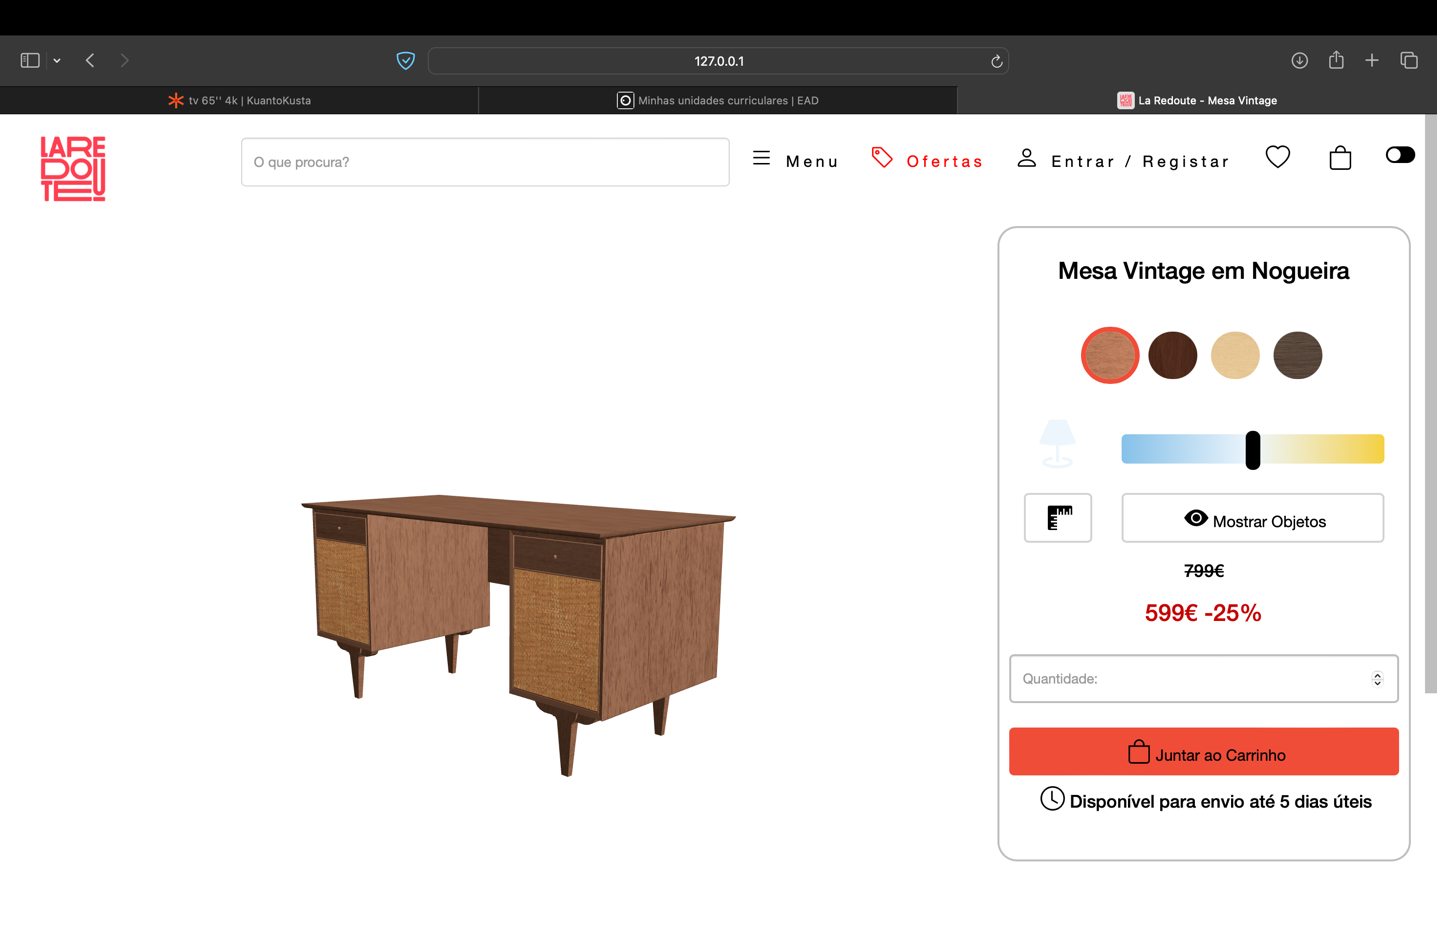 127.0.0.1
tv 65'' 4k | KuantoKusta
Minhas unidades curriculares | EAD
La Redoute - Mesa Vintage
LA RE
DOU
TE
O que procura?
Menu
Ofertas
Entrar / Registar
Mesa Vintage em Nogueira
Mostrar Objetos
799€
599€ -25%
Quantidade:
Juntar ao Carrinho
Disponível para envio até 5 dias úteis